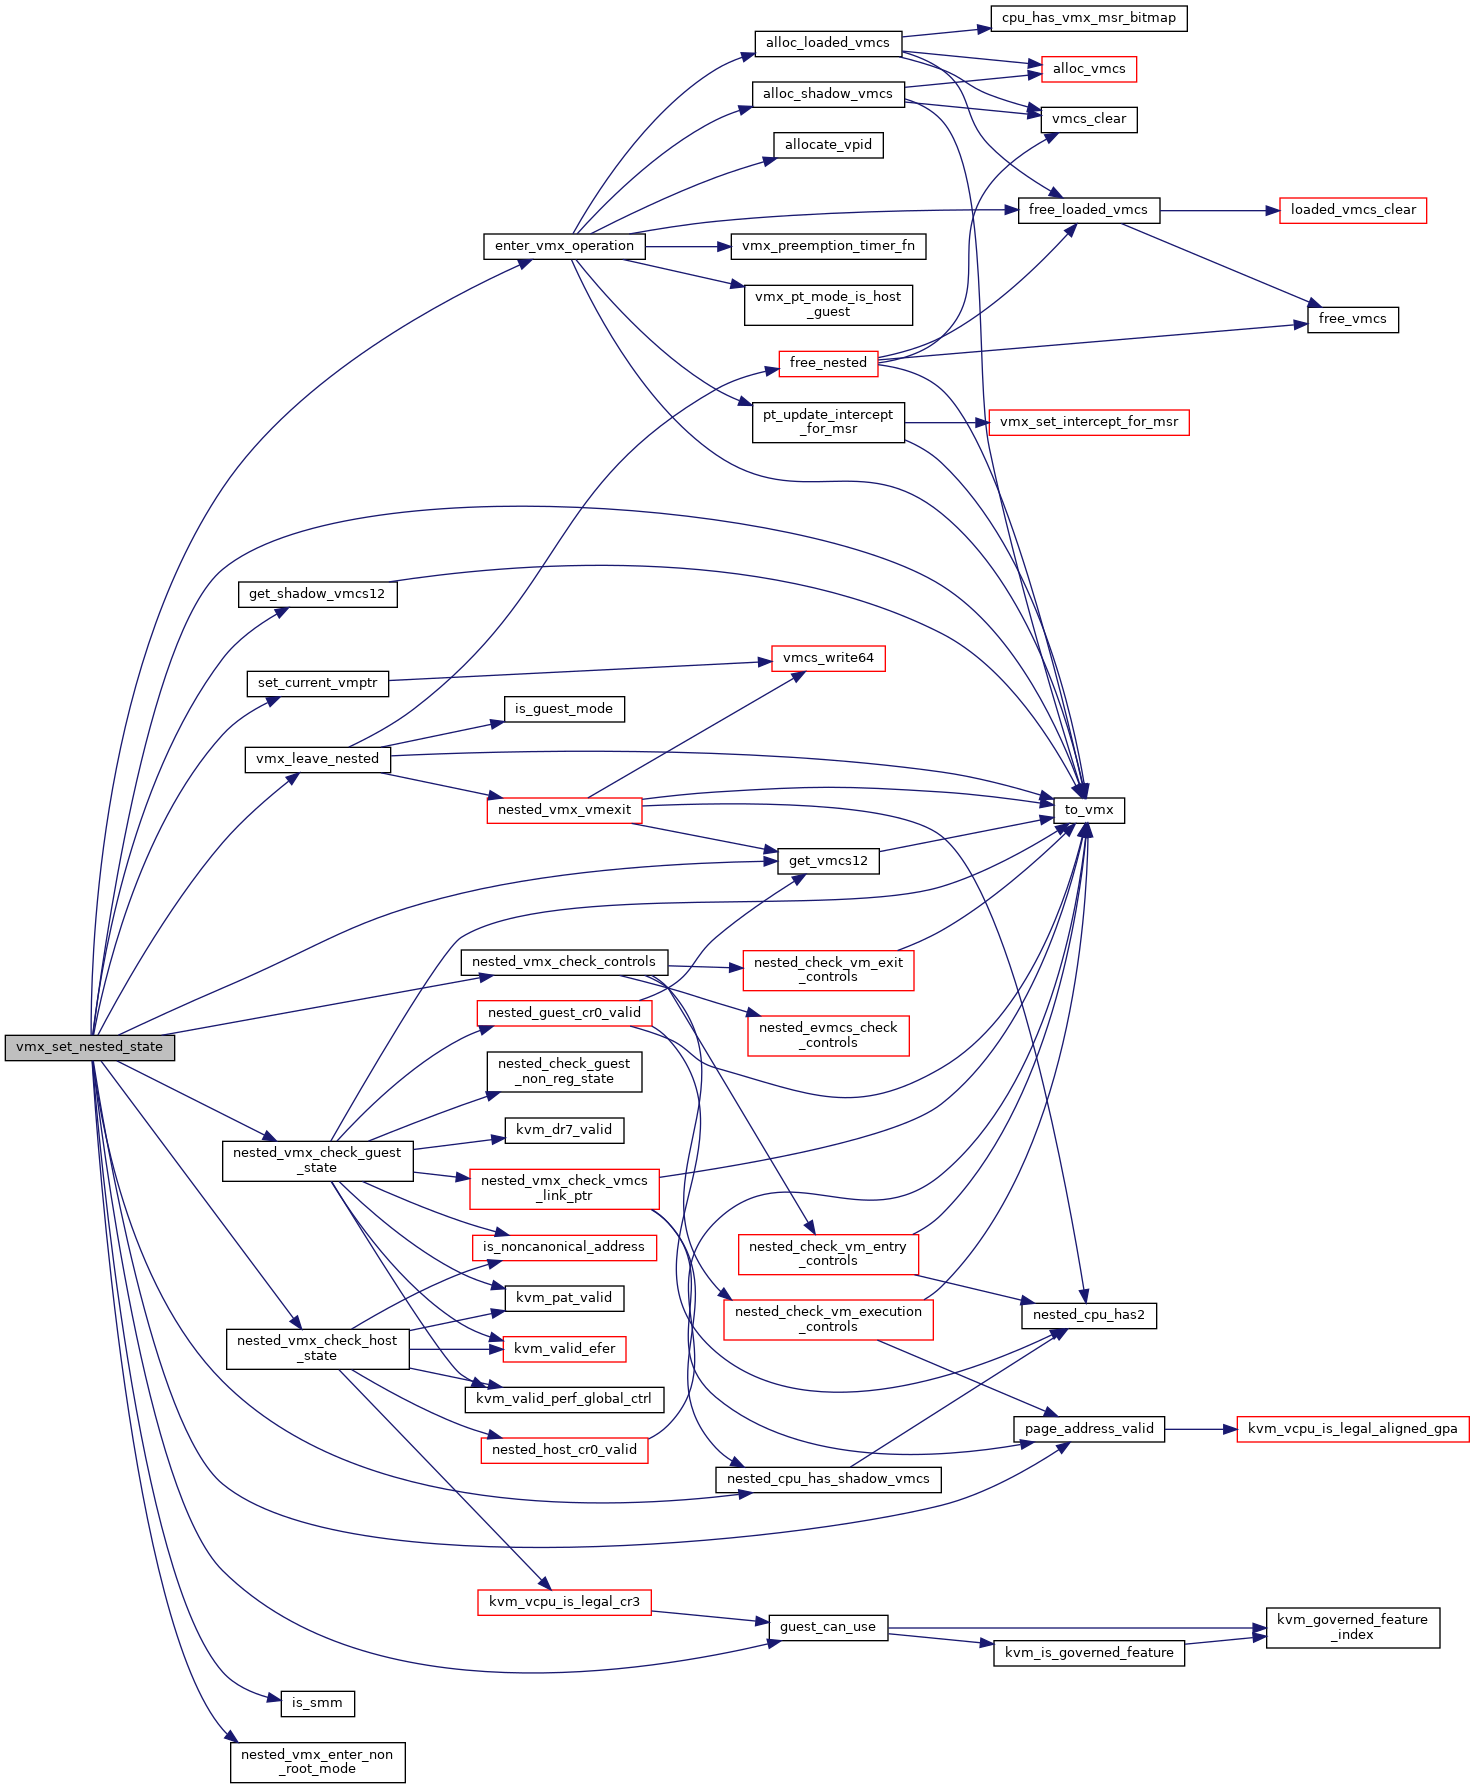 cpu_has_vmx_msr_bitmap
alloc_loaded_vmcs
alloc_vmcs
alloc_shadow_vmcs
vmcs_clear
allocate_vpid
free_loaded_vmcs
loaded_vmcs_clear
enter_vmx_operation
vmx_preemption_timer_fn
vmx_pt_mode_is_host
_guest
free_vmcs
free_nested
pt_update_intercept
_for_msr
vmx_set_intercept_for_msr
get_shadow_vmcs12
vmcs_write64
set_current_vmptr
is_guest_mode
vmx_leave_nested
nested_vmx_vmexit
to_vmx
get_vmcs12
nested_vmx_check_controls
nested_check_vm_exit
_controls
nested_guest_cr0_valid
nested_evmcs_check
_controls
vmx_set_nested_state
nested_check_guest
_non_reg_state
kvm_dr7_valid
nested_vmx_check_guest
_state
nested_vmx_check_vmcs
_link_ptr
is_noncanonical_address
nested_check_vm_entry
_controls
kvm_pat_valid
nested_check_vm_execution
_controls
nested_cpu_has2
nested_vmx_check_host
_state
kvm_valid_efer
kvm_valid_perf_global_ctrl
page_address_valid
kvm_vcpu_is_legal_aligned_gpa
nested_host_cr0_valid
nested_cpu_has_shadow_vmcs
kvm_vcpu_is_legal_cr3
guest_can_use
kvm_governed_feature
_index
kvm_is_governed_feature
is_smm
nested_vmx_enter_non
_root_mode